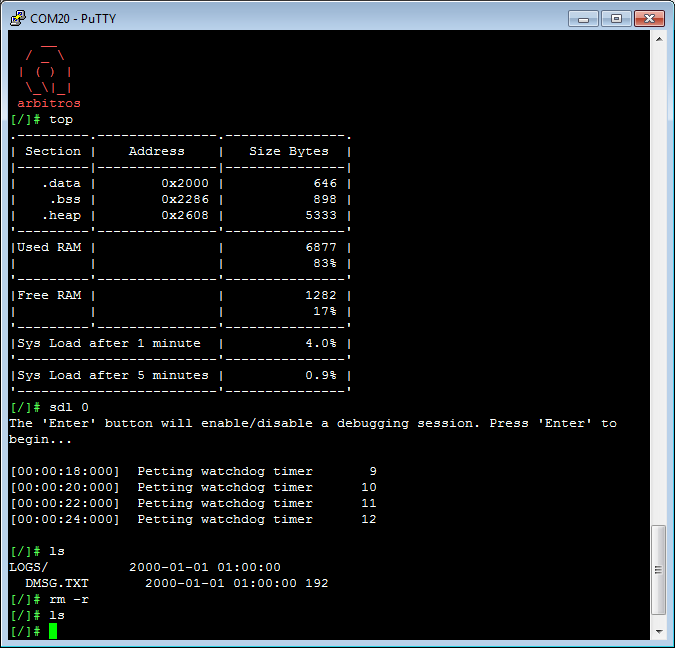 COM20 - PuTTY
   __
  / _ \
 | ( ) |
  \_\|_|
 arbitros
[/]# top
.---------.---------------.---------------.
| Section |    Address    |   Size Bytes  |
|---------|---------------|---------------|
|   .data |        0x2000 |           646 |
|    .bss |        0x2286 |           898 |
|   .heap |        0x2608 |          5333 |
'---------'---------------'---------------'
|Used RAM |               |          6877 |
|         |               |           83% |
'---------'---------------'---------------'
|Free RAM |               |          1282 |
|         |               |           17% |
'---------'---------------'---------------'
|Sys Load after 1 minute  |          4.0% |
'-------------------------'---------------'
|Sys Load after 5 minutes |          0.9% |
'-------------------------'---------------'
[/]# sdl 0
The 'Enter' button will enable/disable a debugging session. Press 'Enter' to
begin...
[00:00:18:000]  Petting watchdog timer       9
[00:00:20:000]  Petting watchdog timer      10
[00:00:22:000]  Petting watchdog timer      11
[00:00:24:000]  Petting watchdog timer      12
[/]# ls
LOGS/          2000-01-01 01:00:00
  DMSG.TXT       2000-01-01 01:00:00 192
[/]# rm -r
[/]# ls
[/]#